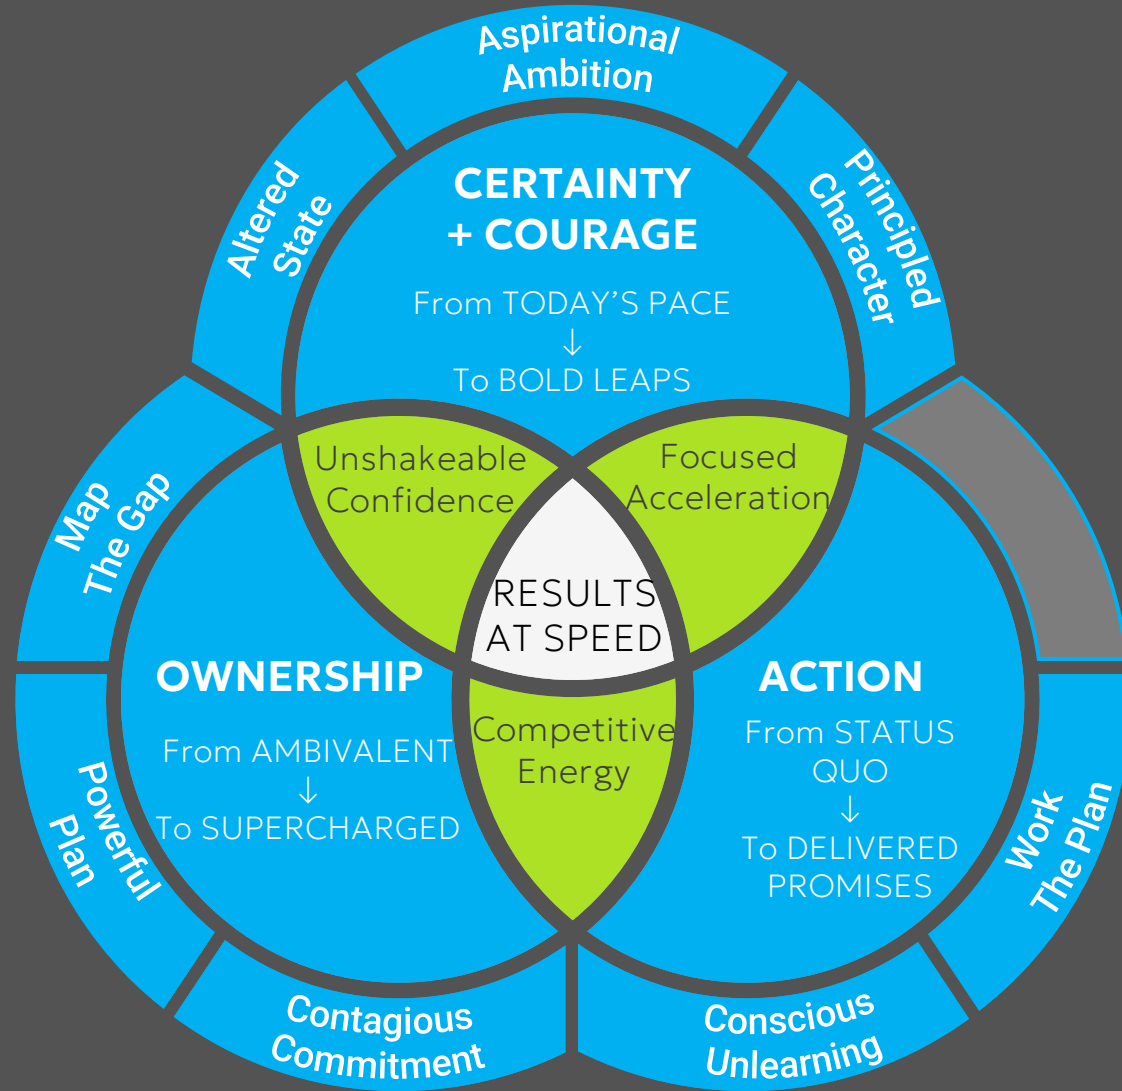 Aspirational
Ambition
Altered
State
Principled
Character
CERTAINTY
+ COURAGE
From TODAY’S PACE
↓
To BOLD LEAPS
Unshakeable
Confidence
Focused
Acceleration
Map
The Gap
RESULTS
AT SPEED
OWNERSHIP
From AMBIVALENT
↓
To SUPERCHARGED
ACTION
From STATUS
QUO
↓
To DELIVERED
PROMISES
Competitive
Energy
Powerful
Plan
Work
The Plan
Contagious
Commitment
Conscious
Unlearning